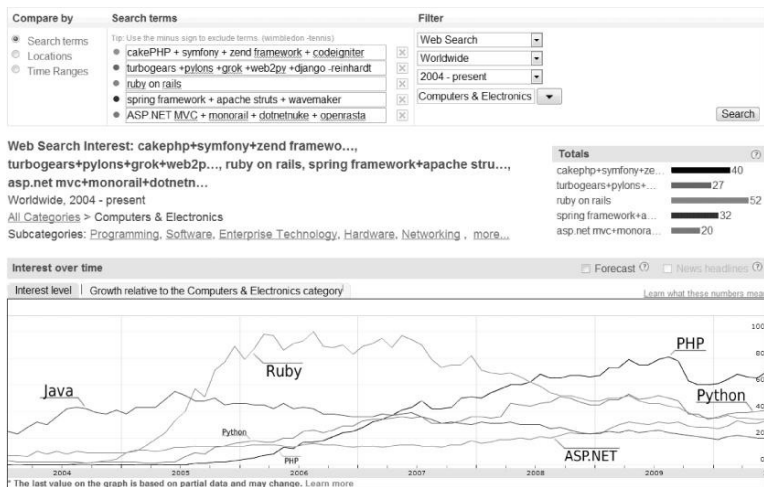 Compare by
Search terms
Locations
Time Ranges
Search terms
Tip: Use the minus sign to exclude terms. (wimbledon -tennis)
cakePHP + symfony + zend framework + codeigniter
turbogears +pylons +grok +web2py +django -reinhardt
ruby on rails
spring framework + apache struts + wavemaker
ASP.NET MVC + monorail + dotnetnuke + openrasta
Filter
Web Search
Worldwide
2004 - present
Computers & Electronics
Search
Web Search Interest: cakephp+symfony+zend framewo...,
turbogears+pylons+grok+web2p..., ruby on rails, spring framework+apache stru...,
asp.net mvc+monorail+dotnetn...
Worldwide, 2004 - present
All Categories > Computers & Electronics
Subcategories: Programming, Software, Enterprise Technology, Hardware, Networking , more...
Totals
cakephp+symfony+ze... 40
turbogears+pylons+... 27
ruby on rails 52
spring framework+a... 32
asp.net mvc+monora... 20
Interest over time
Forecast
News headlines
Interest level
Growth relative to the Computers & Electronics category
Learn what these numbers mean
100
80
60
40
20
0
Java
Ruby
Python
PHP
PHP
Python
ASP.NET
2004 2005 2006 2007 2008 2009
* The last value on the graph is based on partial data and may change. Learn more